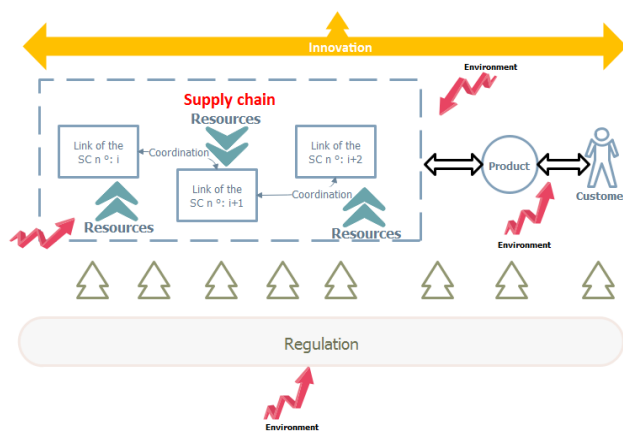 Innovation
Environment
Supply chain
Resources
Link of the
SC n °: i
Coordination
Link of the
SC n °: i+2
Link of the
SC n °: i+1
Coordination
Product
Custome
Resources
Resources
Environment
Regulation
Environment